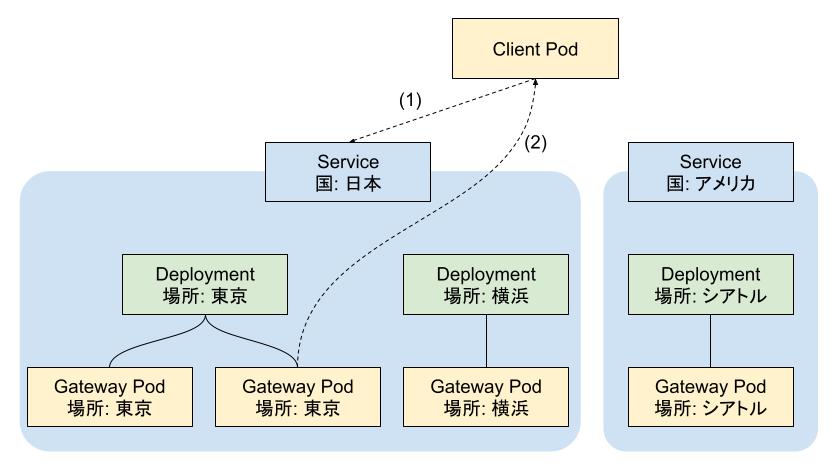 Client Pod
(1)
(2)
Service
国: 日本
Service
国: アメリカ
Deployment
場所: 東京
Deployment
場所: 横浜
Deployment
場所: シアトル
Gateway Pod
場所: 東京
Gateway Pod
場所: 東京
Gateway Pod
場所: 横浜
Gateway Pod
場所: シアトル